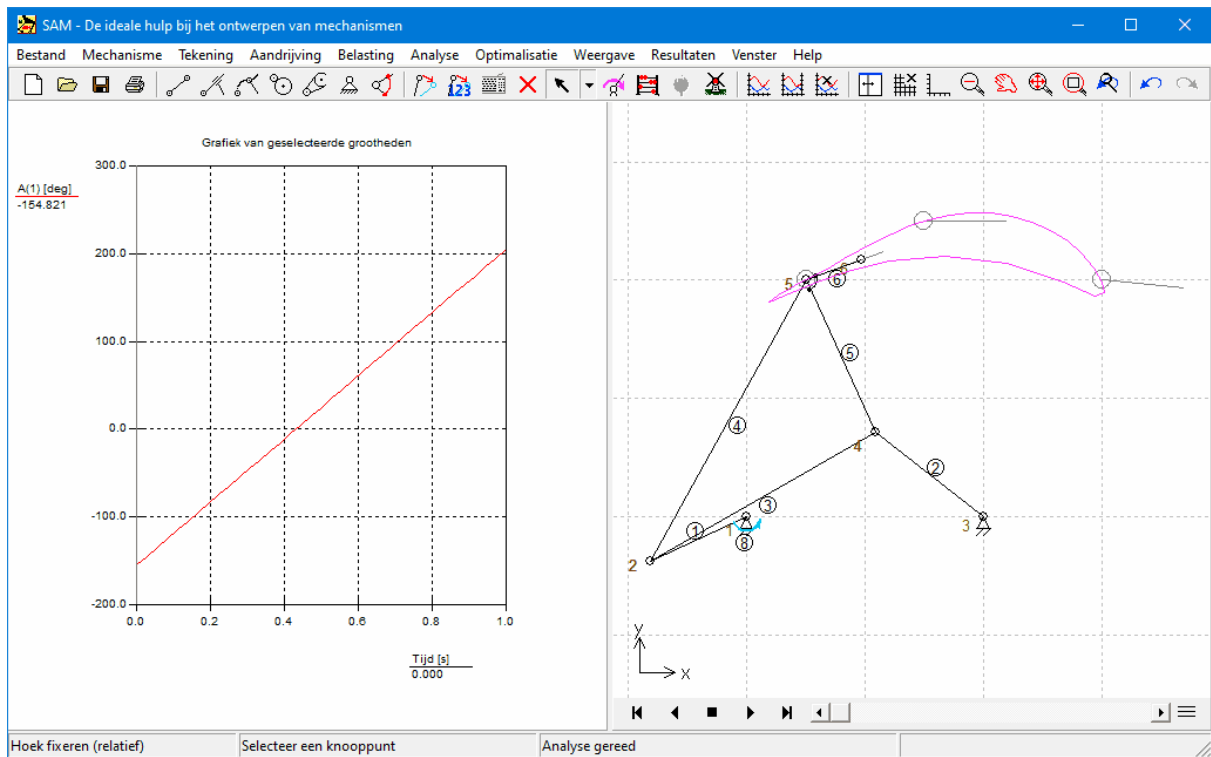 SAM - De ideale hulp bij het ontwerpen van mechanismen
Bestand Mechanisme Tekening Aandrijving Belasting Analyse Optimalisatie Weergave Resultaten Venster Help
123
Grafiek van geselecteerde grootheden
A(1) [deg]
-154.821
300.0
200.0
100.0
0.0
-100.0
-200.0
0.0 0.2 0.4 0.6 0.8 1.0
Tijd [s]
0.000
5 6
6
5
4
4
2
3
1 1
3
8
2
y
x
Hoek fixeren (relatief) Selecteer een knooppunt Analyse gereed